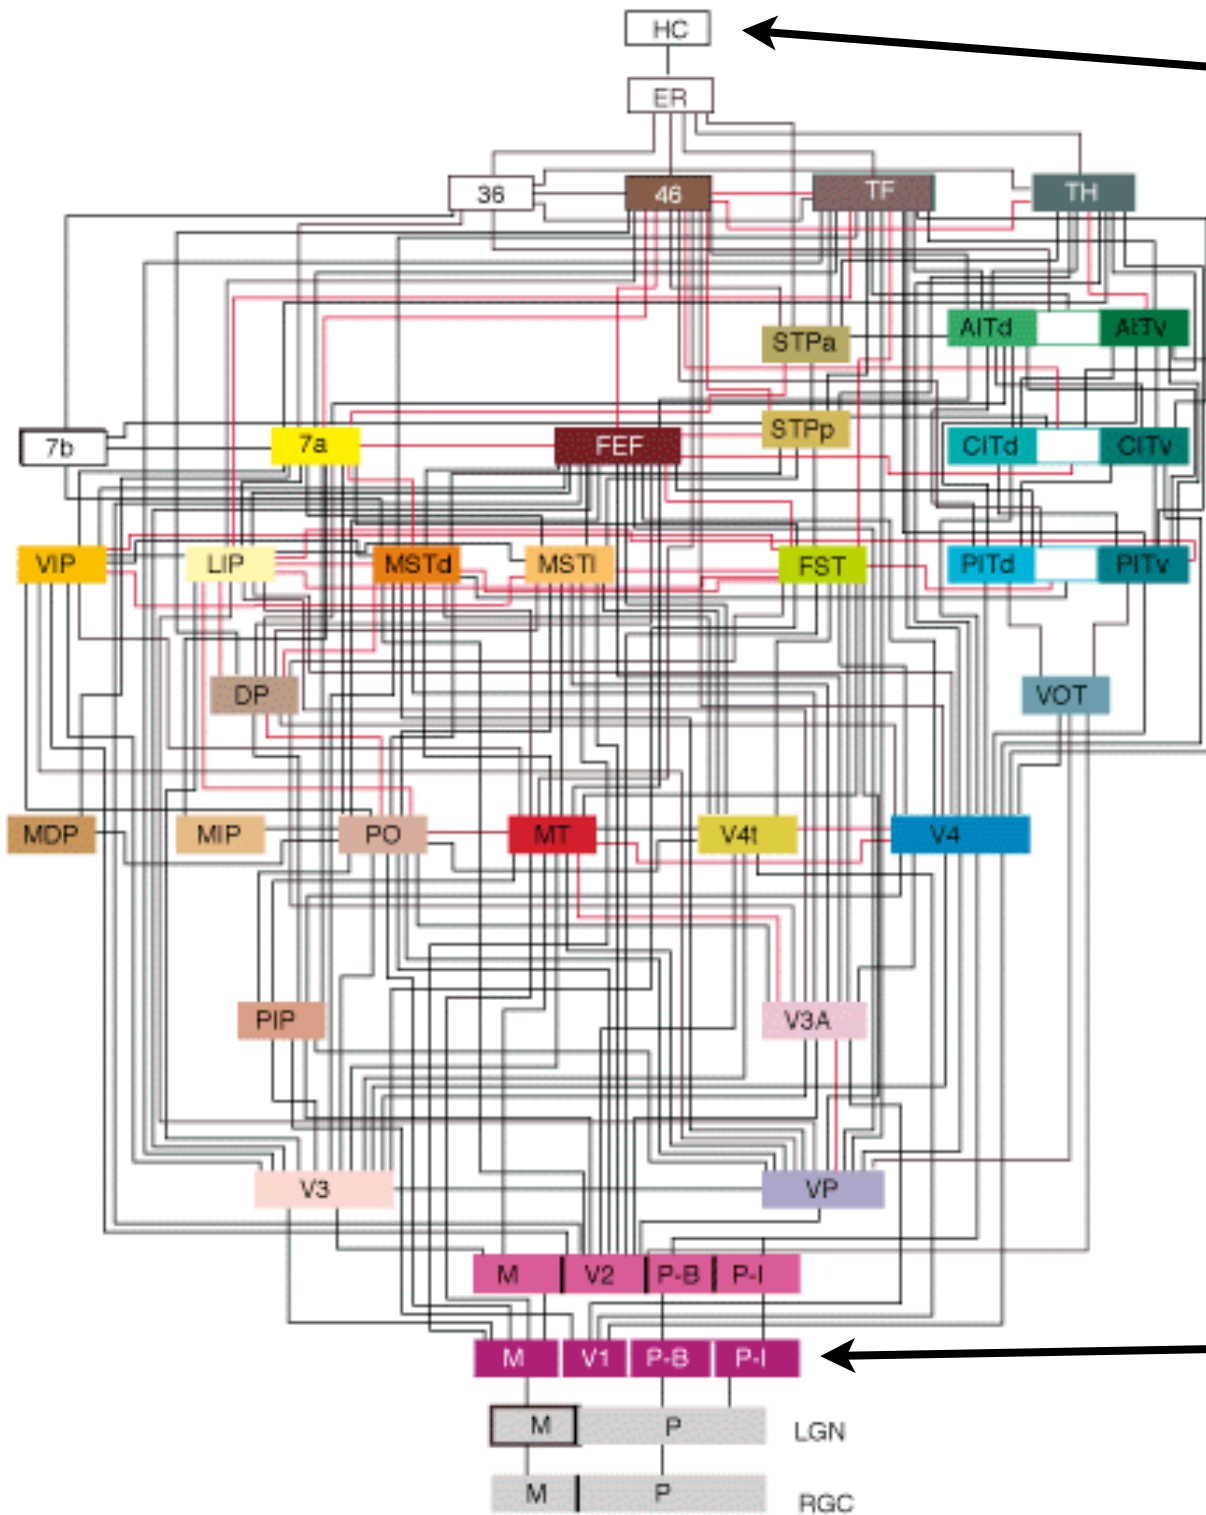 HC
ER
36 46 TF TH
STPa AITd AITv
7b 7a FEF STPp CITd CITv
VIP LIP MSTd MSTl FST PITd PITv
DP VOT
MDP MIP PO MT V4t V4
PIP V3A
V3 VP
M V2 P-B P-I
M V1 P-B P-I
M P LGN
M P RGC